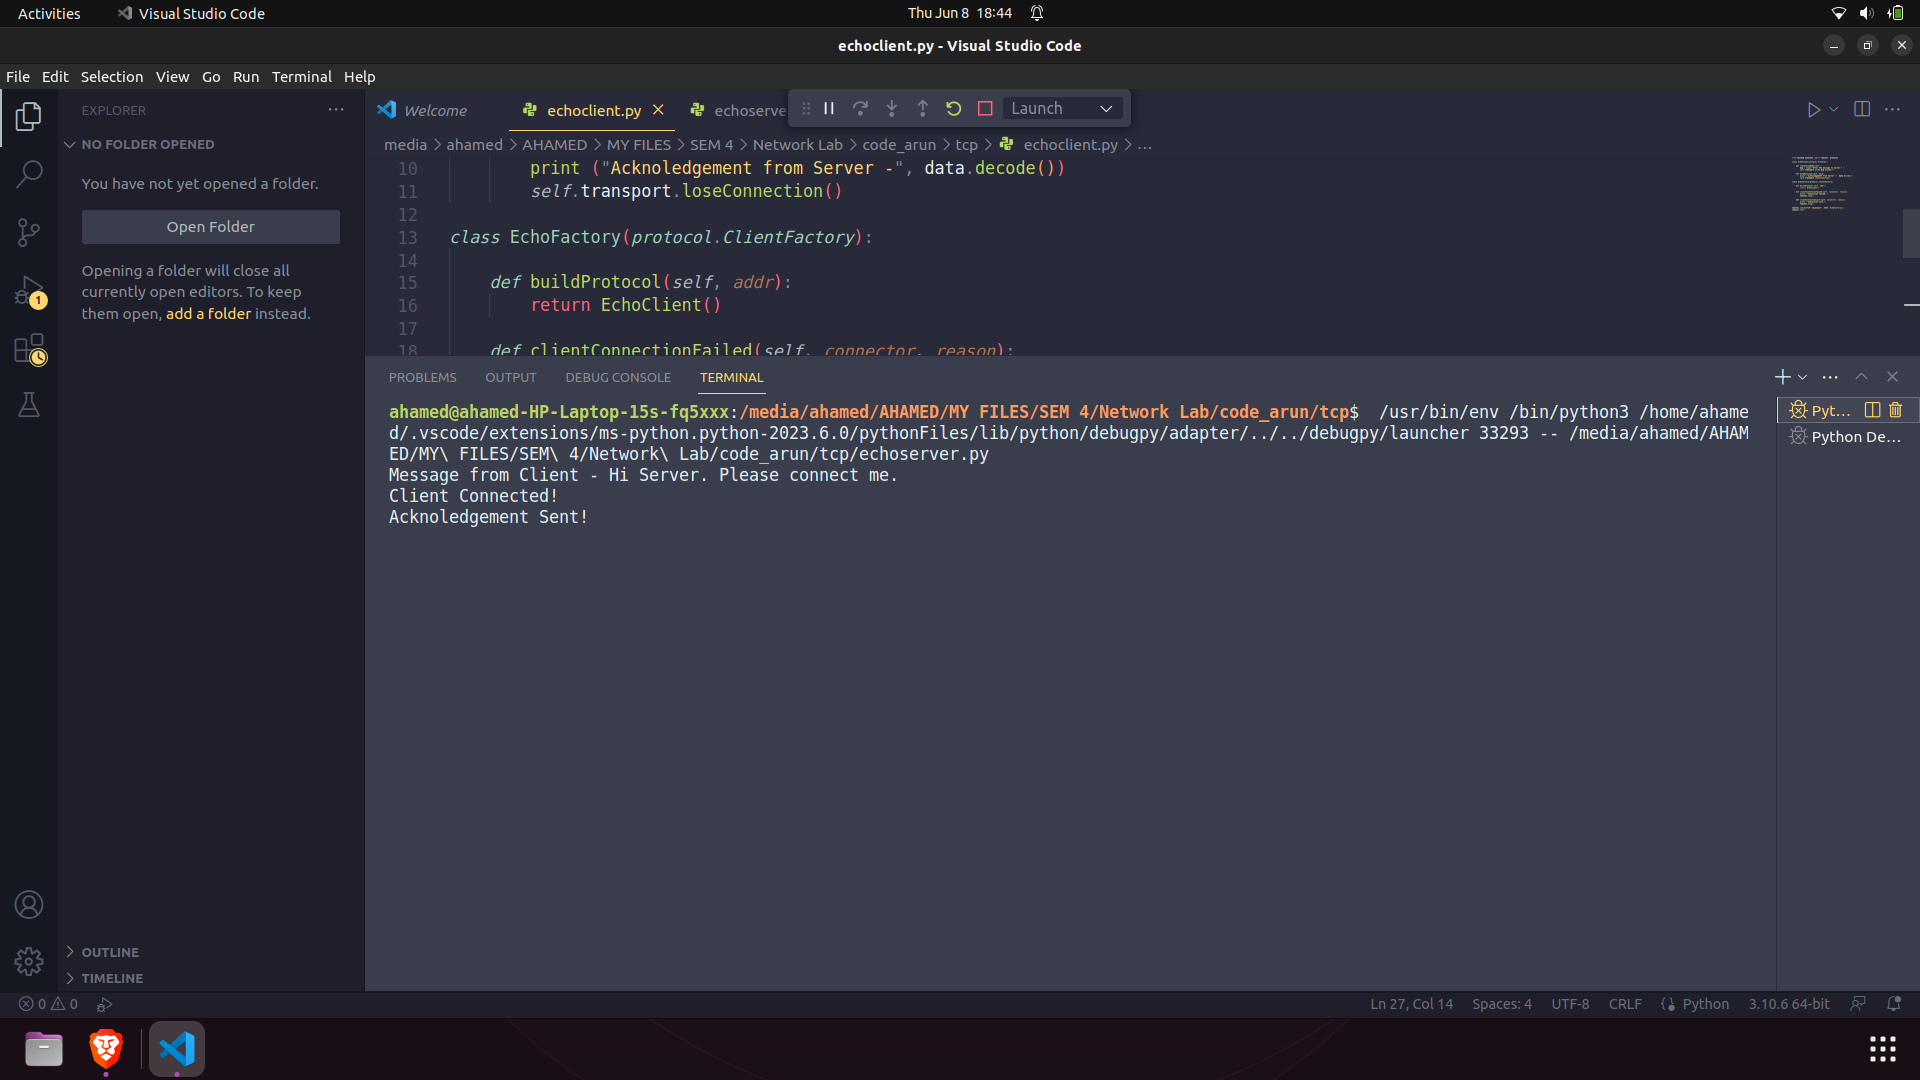 Activities Visual Studio Code Thu Jun 8 18:44
echoclient.py - Visual Studio Code
File Edit Selection View Go Run Terminal Help
EXPLORER
NO FOLDER OPENED
You have not yet opened a folder.
Open Folder
Opening a folder will close all
currently open editors. To keep
them open, add a folder instead.
OUTLINE
TIMELINE
1
Welcome echoclient.py echoserve Launch
media > ahamed > AHAMED > MY FILES > SEM 4 > Network Lab > code_arun > tcp > echoclient.py > ...
10 print ("Acknoledgement from Server -", data.decode())
11 self.transport.loseConnection()
12
13 class EchoFactory(protocol.ClientFactory):
14
15 def buildProtocol(self, addr):
16 return EchoClient()
17
18 def clientConnectionFailed(self, connector, reason):
PROBLEMS OUTPUT DEBUG CONSOLE TERMINAL
ahamed@ahamed-HP-Laptop-15s-fq5xxx:/media/ahamed/AHAMED/MY FILES/SEM 4/Network Lab/code_arun/tcp$ /usr/bin/env /bin/python3 /home/ahame
d/.vscode/extensions/ms-python.python-2023.6.0/pythonFiles/lib/python/debugpy/adapter/../../debugpy/launcher 33293 -- /media/ahamed/AHAM
ED/MY\ FILES/SEM\ 4/Network\ Lab/code_arun/tcp/echoserver.py
Message from Client - Hi Server. Please connect me.
Client Connected!
Acknoledgement Sent!
Pyt...
Python De...
0 0 Ln 27, Col 14 Spaces: 4 UTF-8 CRLF Python 3.10.6 64-bit